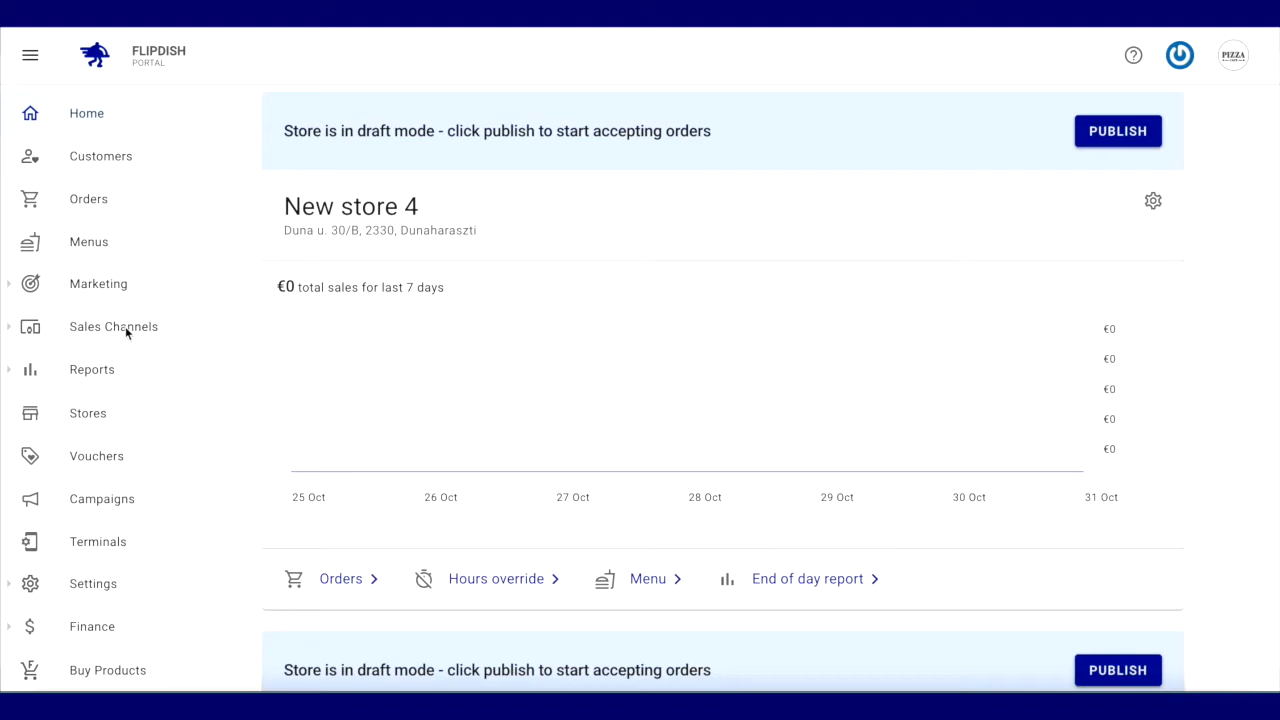 FLIPDISH
PORTAL
PIZZA
Home
Customers
Orders
Menus
Marketing
Sales Channels
Reports
Stores
Vouchers
Campaigns
Terminals
Settings
Finance
Buy Products
Store is in draft mode - click publish to start accepting orders
PUBLISH
New store 4
Duna u. 30/B, 2330, Dunaharaszti
€0 total sales for last 7 days
€0
€0
€0
€0
€0
25 Oct 26 Oct 27 Oct 28 Oct 29 Oct 30 Oct 31 Oct
Orders Hours override Menu End of day report
Store is in draft mode - click publish to start accepting orders
PUBLISH